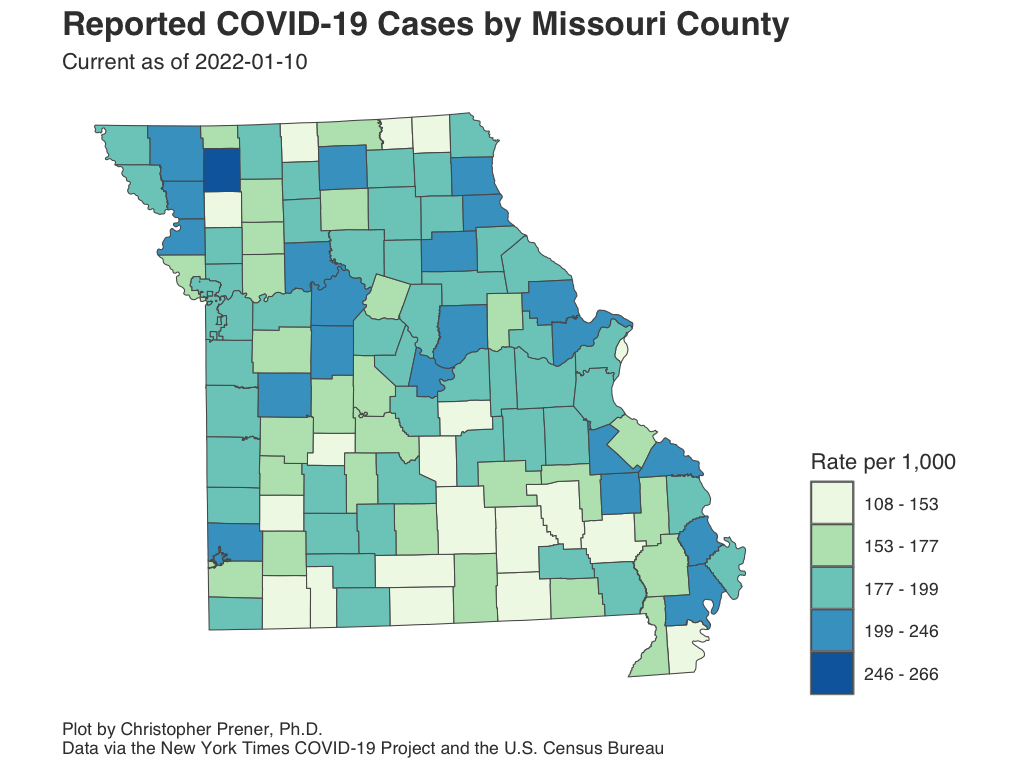 Reported COVID-19 Cases by Missouri County
Current as of 2022-01-10
Rate per 1,000
108 - 153
153 - 177
177 - 199
199 - 246
246 - 266
Plot by Christopher Prener, Ph.D.
Data via the New York Times COVID-19 Project and the U.S. Census Bureau